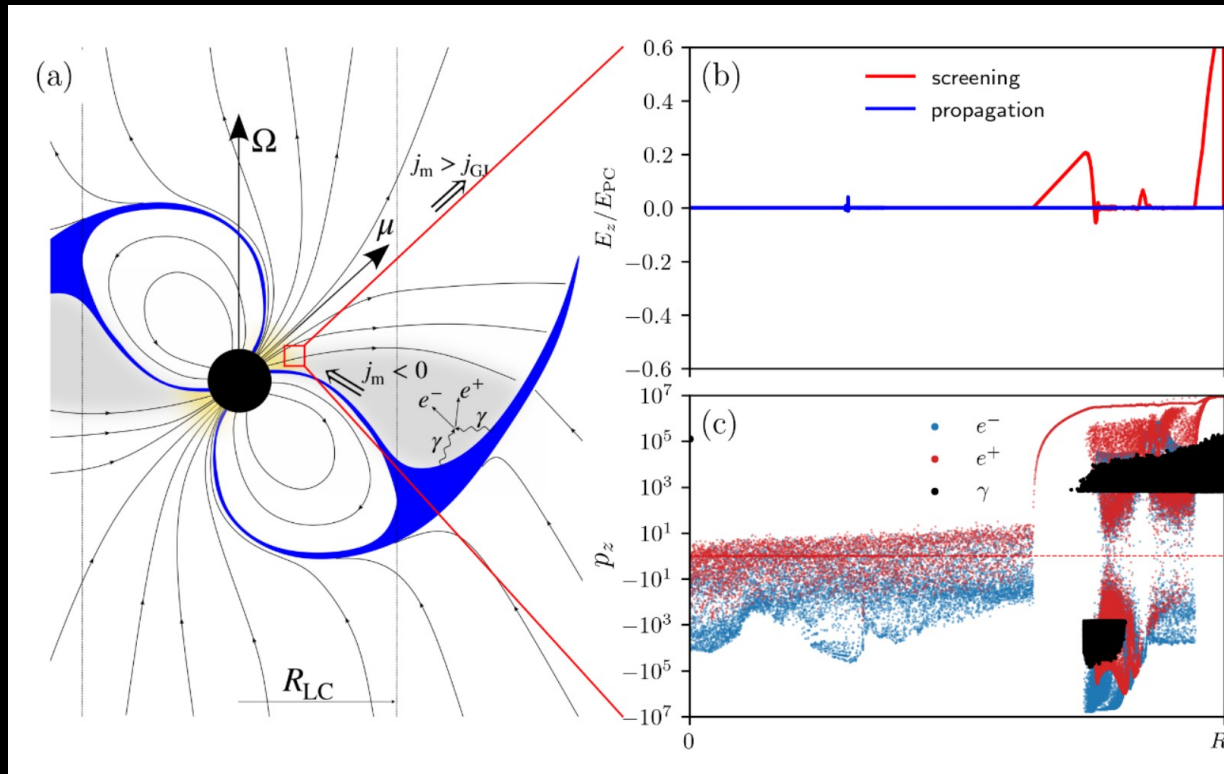 (a)
Ω
j_m > j_GJ
μ
j_m < 0
e⁻
e⁺
γ
γ
R_LC
(b)
screening
propagation
E_z/E_PC
0.6
0.4
0.2
0.0
−0.2
−0.4
−0.6
(c)
e⁻
e⁺
γ
p_z
10⁷
10⁵
10³
10¹
−10¹
−10³
−10⁵
−10⁷
0
R